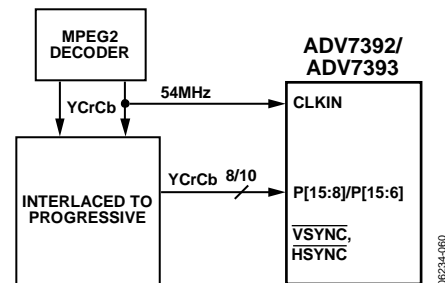 MPEG2
DECODER
ADV7392/
ADV7393
YCrCb
54MHz
CLKIN
INTERLACED TO
PROGRESSIVE
YCrCb 8/10
P[15:8]/P[15:6]
VSYNC,
HSYNC
06234-060